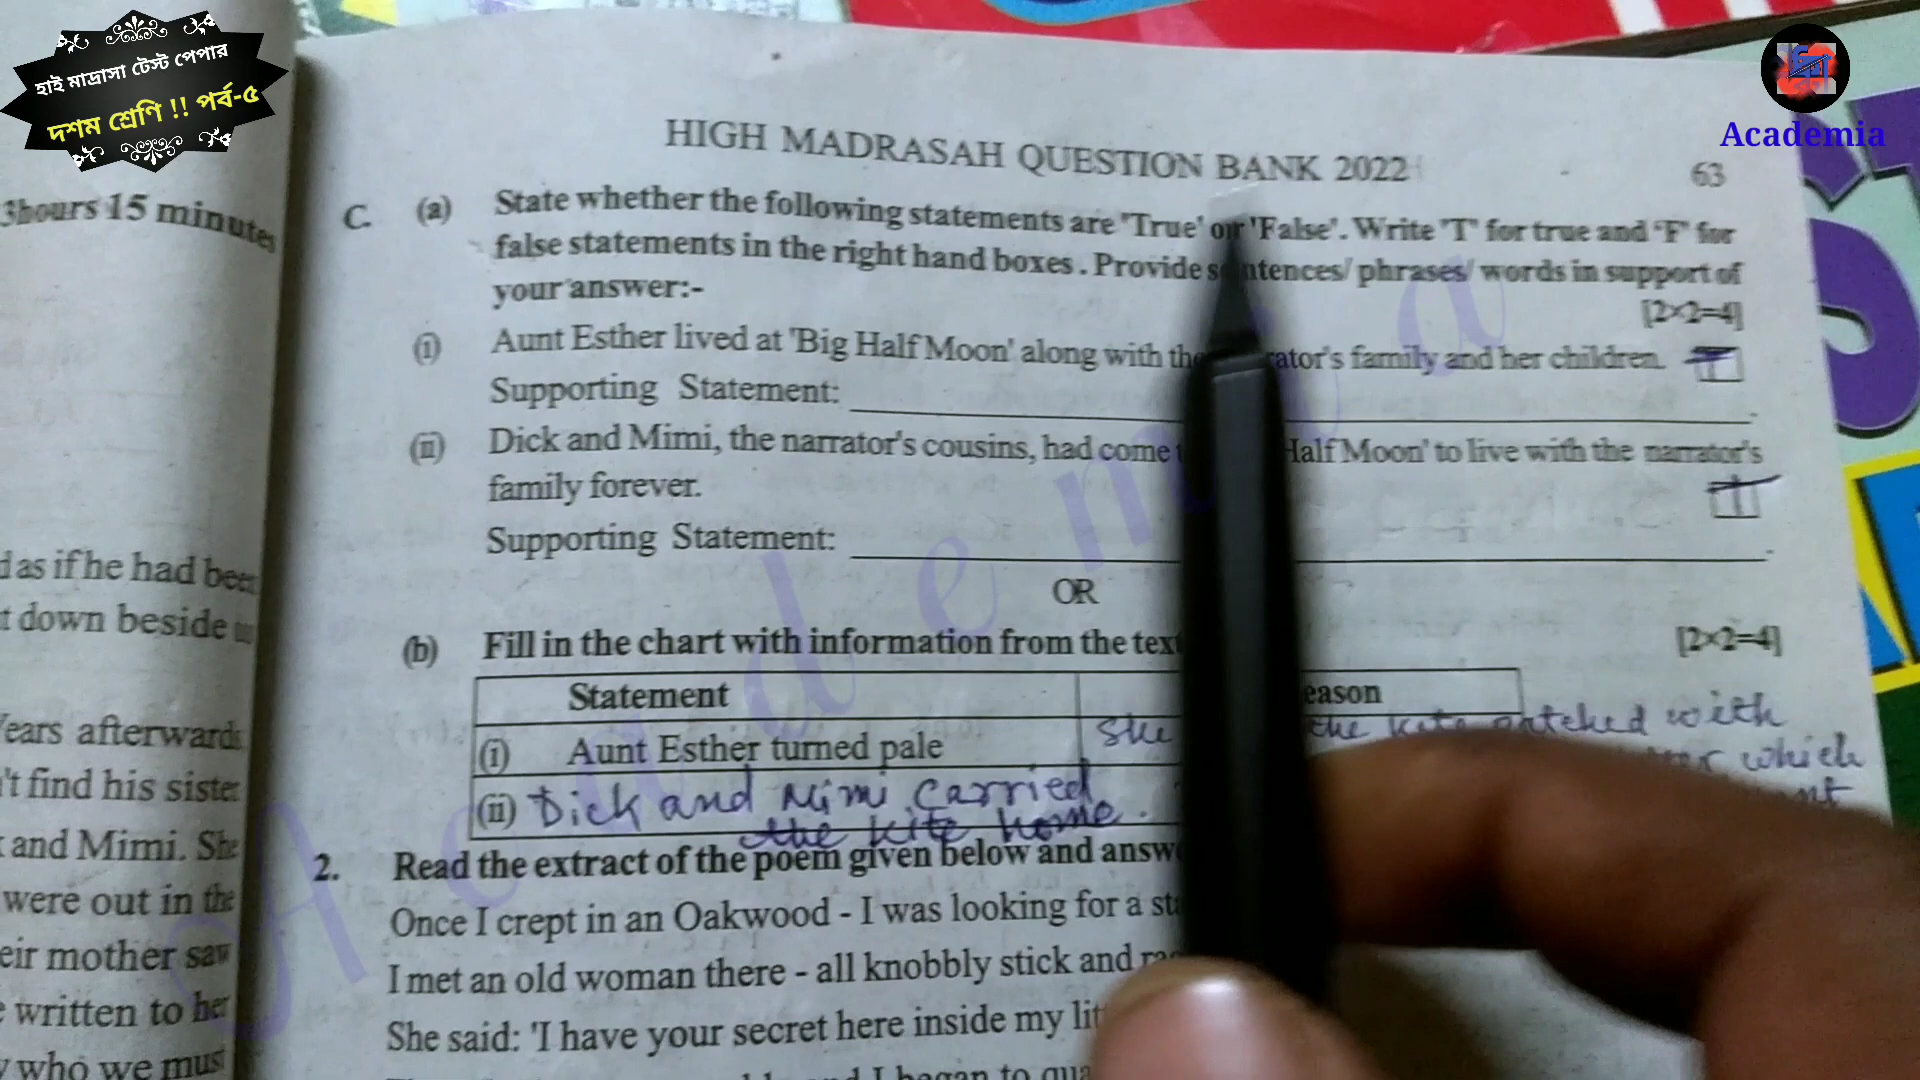 হাই মাদ্রাসা টেস্ট পেপার
দশম শ্রেণি !! পর্ব-৫
Academia
3hours 15 minutes
as if he had been
t down beside
ears afterwards
't find his sister
and Mimi. She
were out in the
eir mother saw
written to her
who we must
HIGH MADRASAH QUESTION BANK 2022
63
C. (a) State whether the following statements are 'True' or 'False'. Write 'T' for true and 'F' for
false statements in the right hand boxes . Provide sentences/ phrases/ words in support of
your answer:-
[2×2=4]
(i) Aunt Esther lived at 'Big Half Moon' along with the narrator's family and her children. T
Supporting Statement:
(ii) Dick and Mimi, the narrator's cousins, had come Half Moon' to live with the narrator's
family forever. T
Supporting Statement:
OR
(b) Fill in the chart with information from the text [2×2=4]
Statement eason
(i) Aunt Esther turned pale She the kite patched with
which
(ii) Dick and Mimi carried
the kite home.
2. Read the extract of the poem given below and answ
Once I crept in an Oakwood - I was looking for a
I met an old woman there - all knobbly stick and
She said: 'I have your secret here inside my
and I began to
Academia